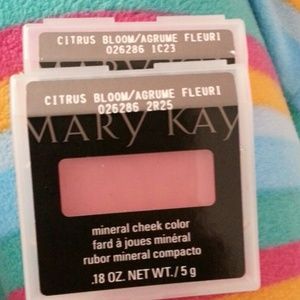 CITRUS BLOOM/AGRUME FLEURI
026286 1C23
CITRUS BLOOM/AGRUME FLEURI
026286 2R25
MARY KAY
mineral cheek color
fard à joues minéral
rubor mineral compacto
.18 OZ. NET WT./5 g